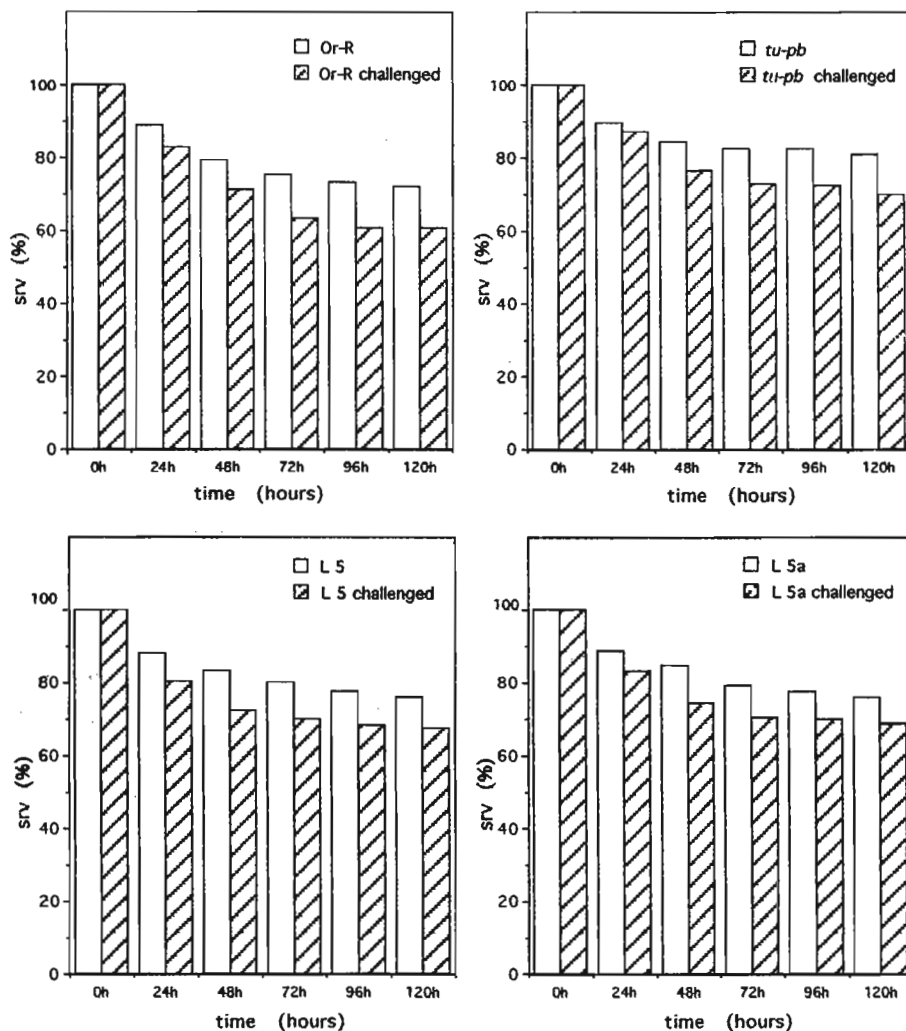 Or-R
Or-R challenged
100
80
60
40
20
0
srv (%)
0h 24h 48h 72h 96h 120h
time (hours)
tu-pb
tu-pb challenged
100
80
60
40
20
0
srv (%)
0h 24h 48h 72h 96h 120h
time (hours)
L 5
L 5 challenged
100
80
60
40
20
0
srv (%)
0h 24h 48h 72h 96h 120h
time (hours)
L 5a
L 5a challenged
100
80
60
40
20
0
srv (%)
0h 24h 48h 72h 96h 120h
time (hours)